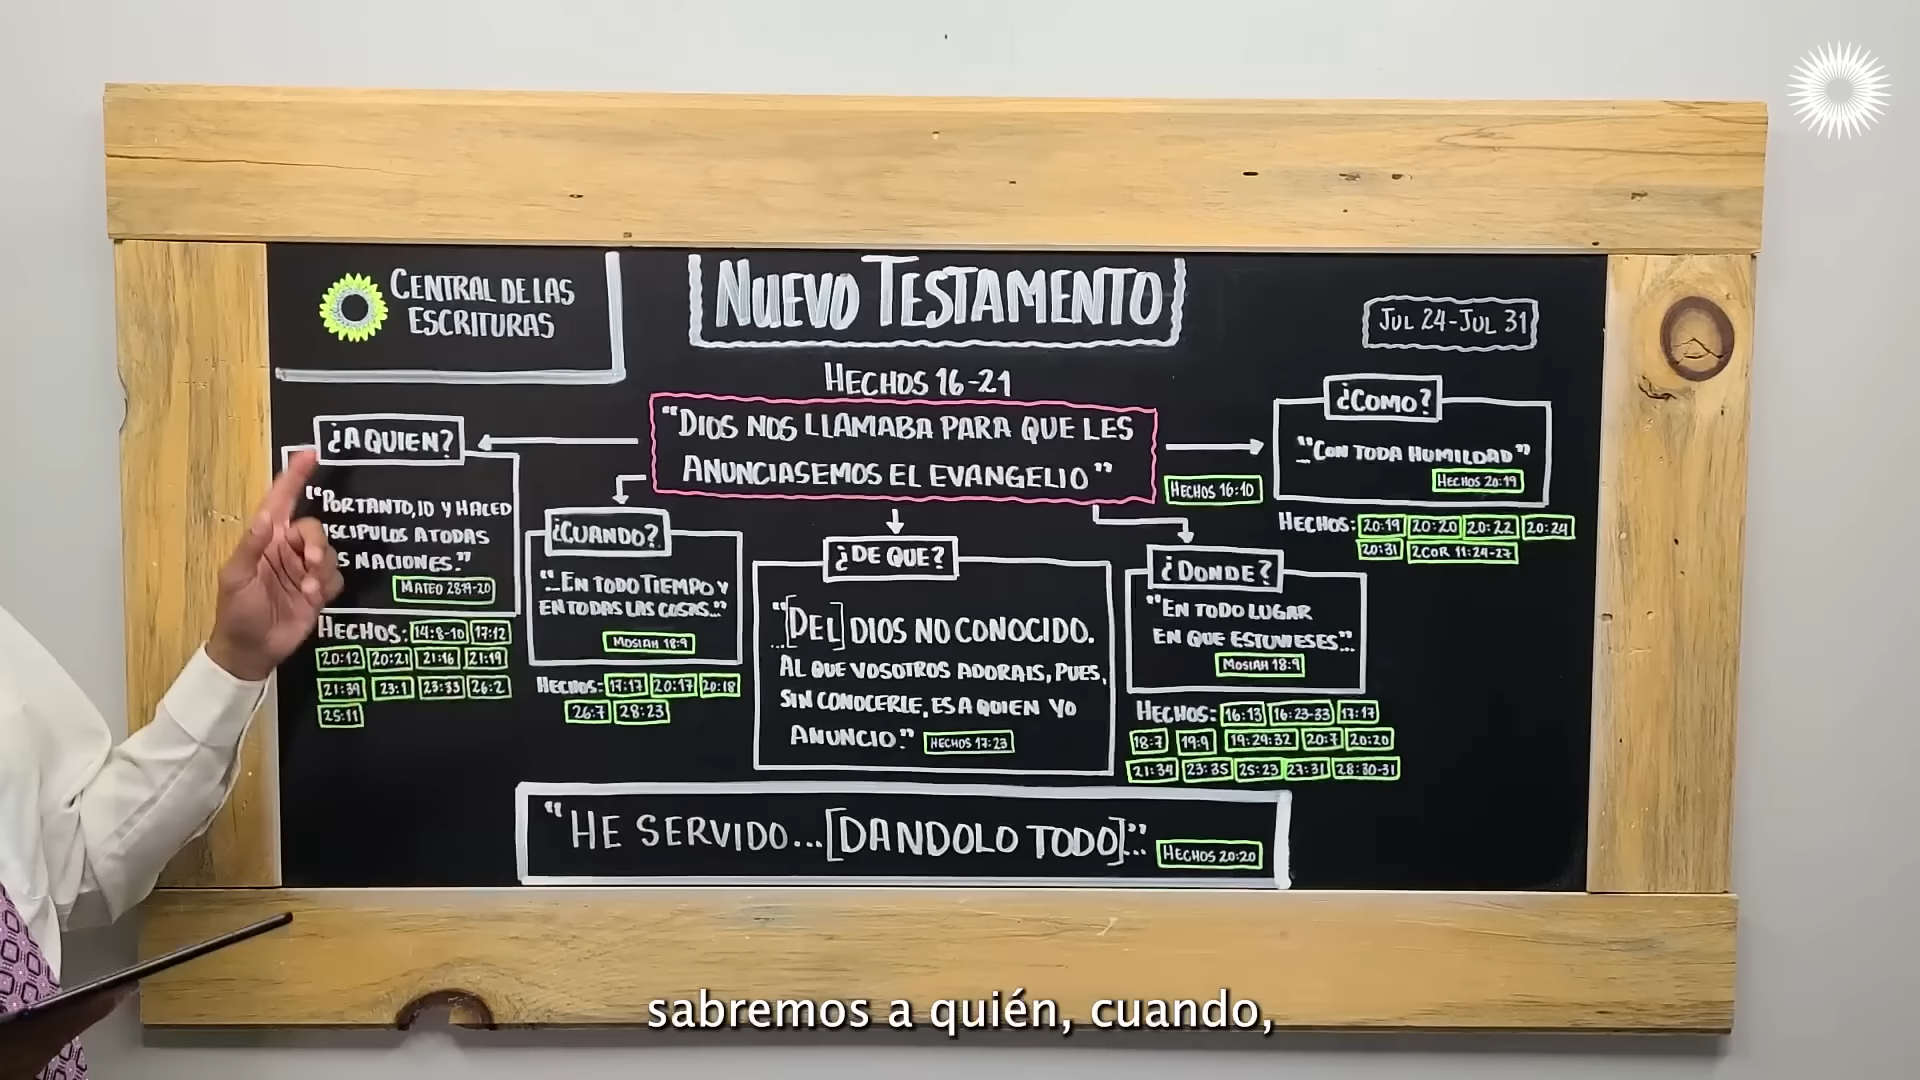 CENTRAL DE LAS
ESCRITURAS
NUEVO TESTAMENTO
JUL 24-JUL 31
HECHOS 16-21
"DIOS NOS LLAMABA PARA QUE LES
ANUNCIASEMOS EL EVANGELIO"
HECHOS 16:10
¿A QUIEN?
"PORTANTO, ID Y HACED
ISCIPULOS A TODAS
S NACIONES."
MATEO 28:19-20
HECHOS: 14:8-10 17:12
20:12 20:21 21:16 21:19
21:39 23:1 23:33 26:2
25:11
¿CUANDO?
"...EN TODO TIEMPO Y
EN TODAS LAS COSAS..."
MOSIAH 18:9
HECHOS: 17:17 20:17 20:18
26:7 28:23
¿DE QUE?
"...[DEL] DIOS NO CONOCIDO.
AL QUE VOSOTROS ADORAIS, PUES,
SIN CONOCERLE, ES A QUIEN YO
ANUNCIO." HECHOS 17:23
¿DONDE?
"EN TODO LUGAR
EN QUE ESTUVIESES"...
MOSIAH 18:9
HECHOS: 16:13 16:23-33 17:17
18:7 19:9 19:29:32 20:7 20:20
21:34 23:35 25:23 27:31 28:30-31
¿COMO?
"...CON TODA HUMILDAD"
HECHOS 20:19
HECHOS: 20:19 20:20 20:22 20:24
20:31 2COR 11:24-27
"HE SERVIDO...[DANDOLO TODO]"...
HECHOS 20:20
sabremos a quién, cuando,